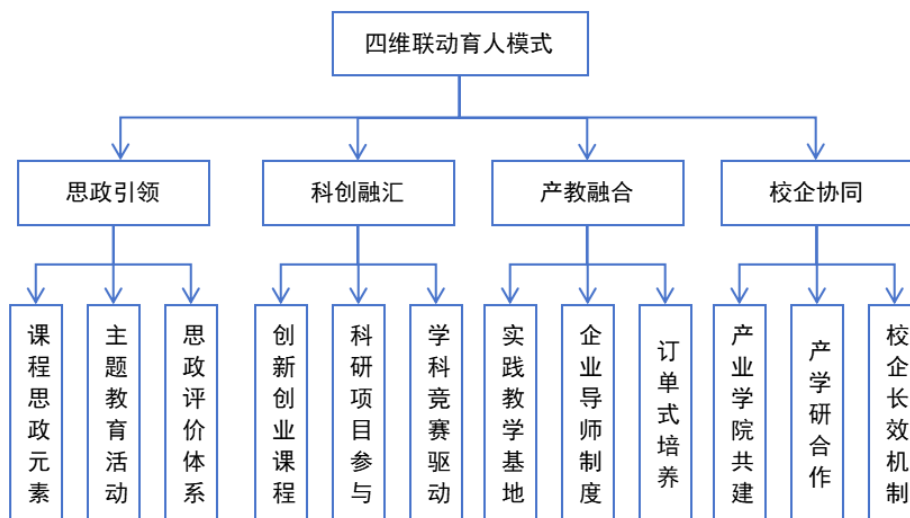 四维联动育人模式
思政引领
科创融汇
产教融合
校企协同
课程思政元素
主题教育活动
思政评价体系
创新创业课程
科研项目参与
学科竞赛驱动
实践教学基地
企业导师制度
订单式培养
产业学院共建
产学研合作
校企长效机制